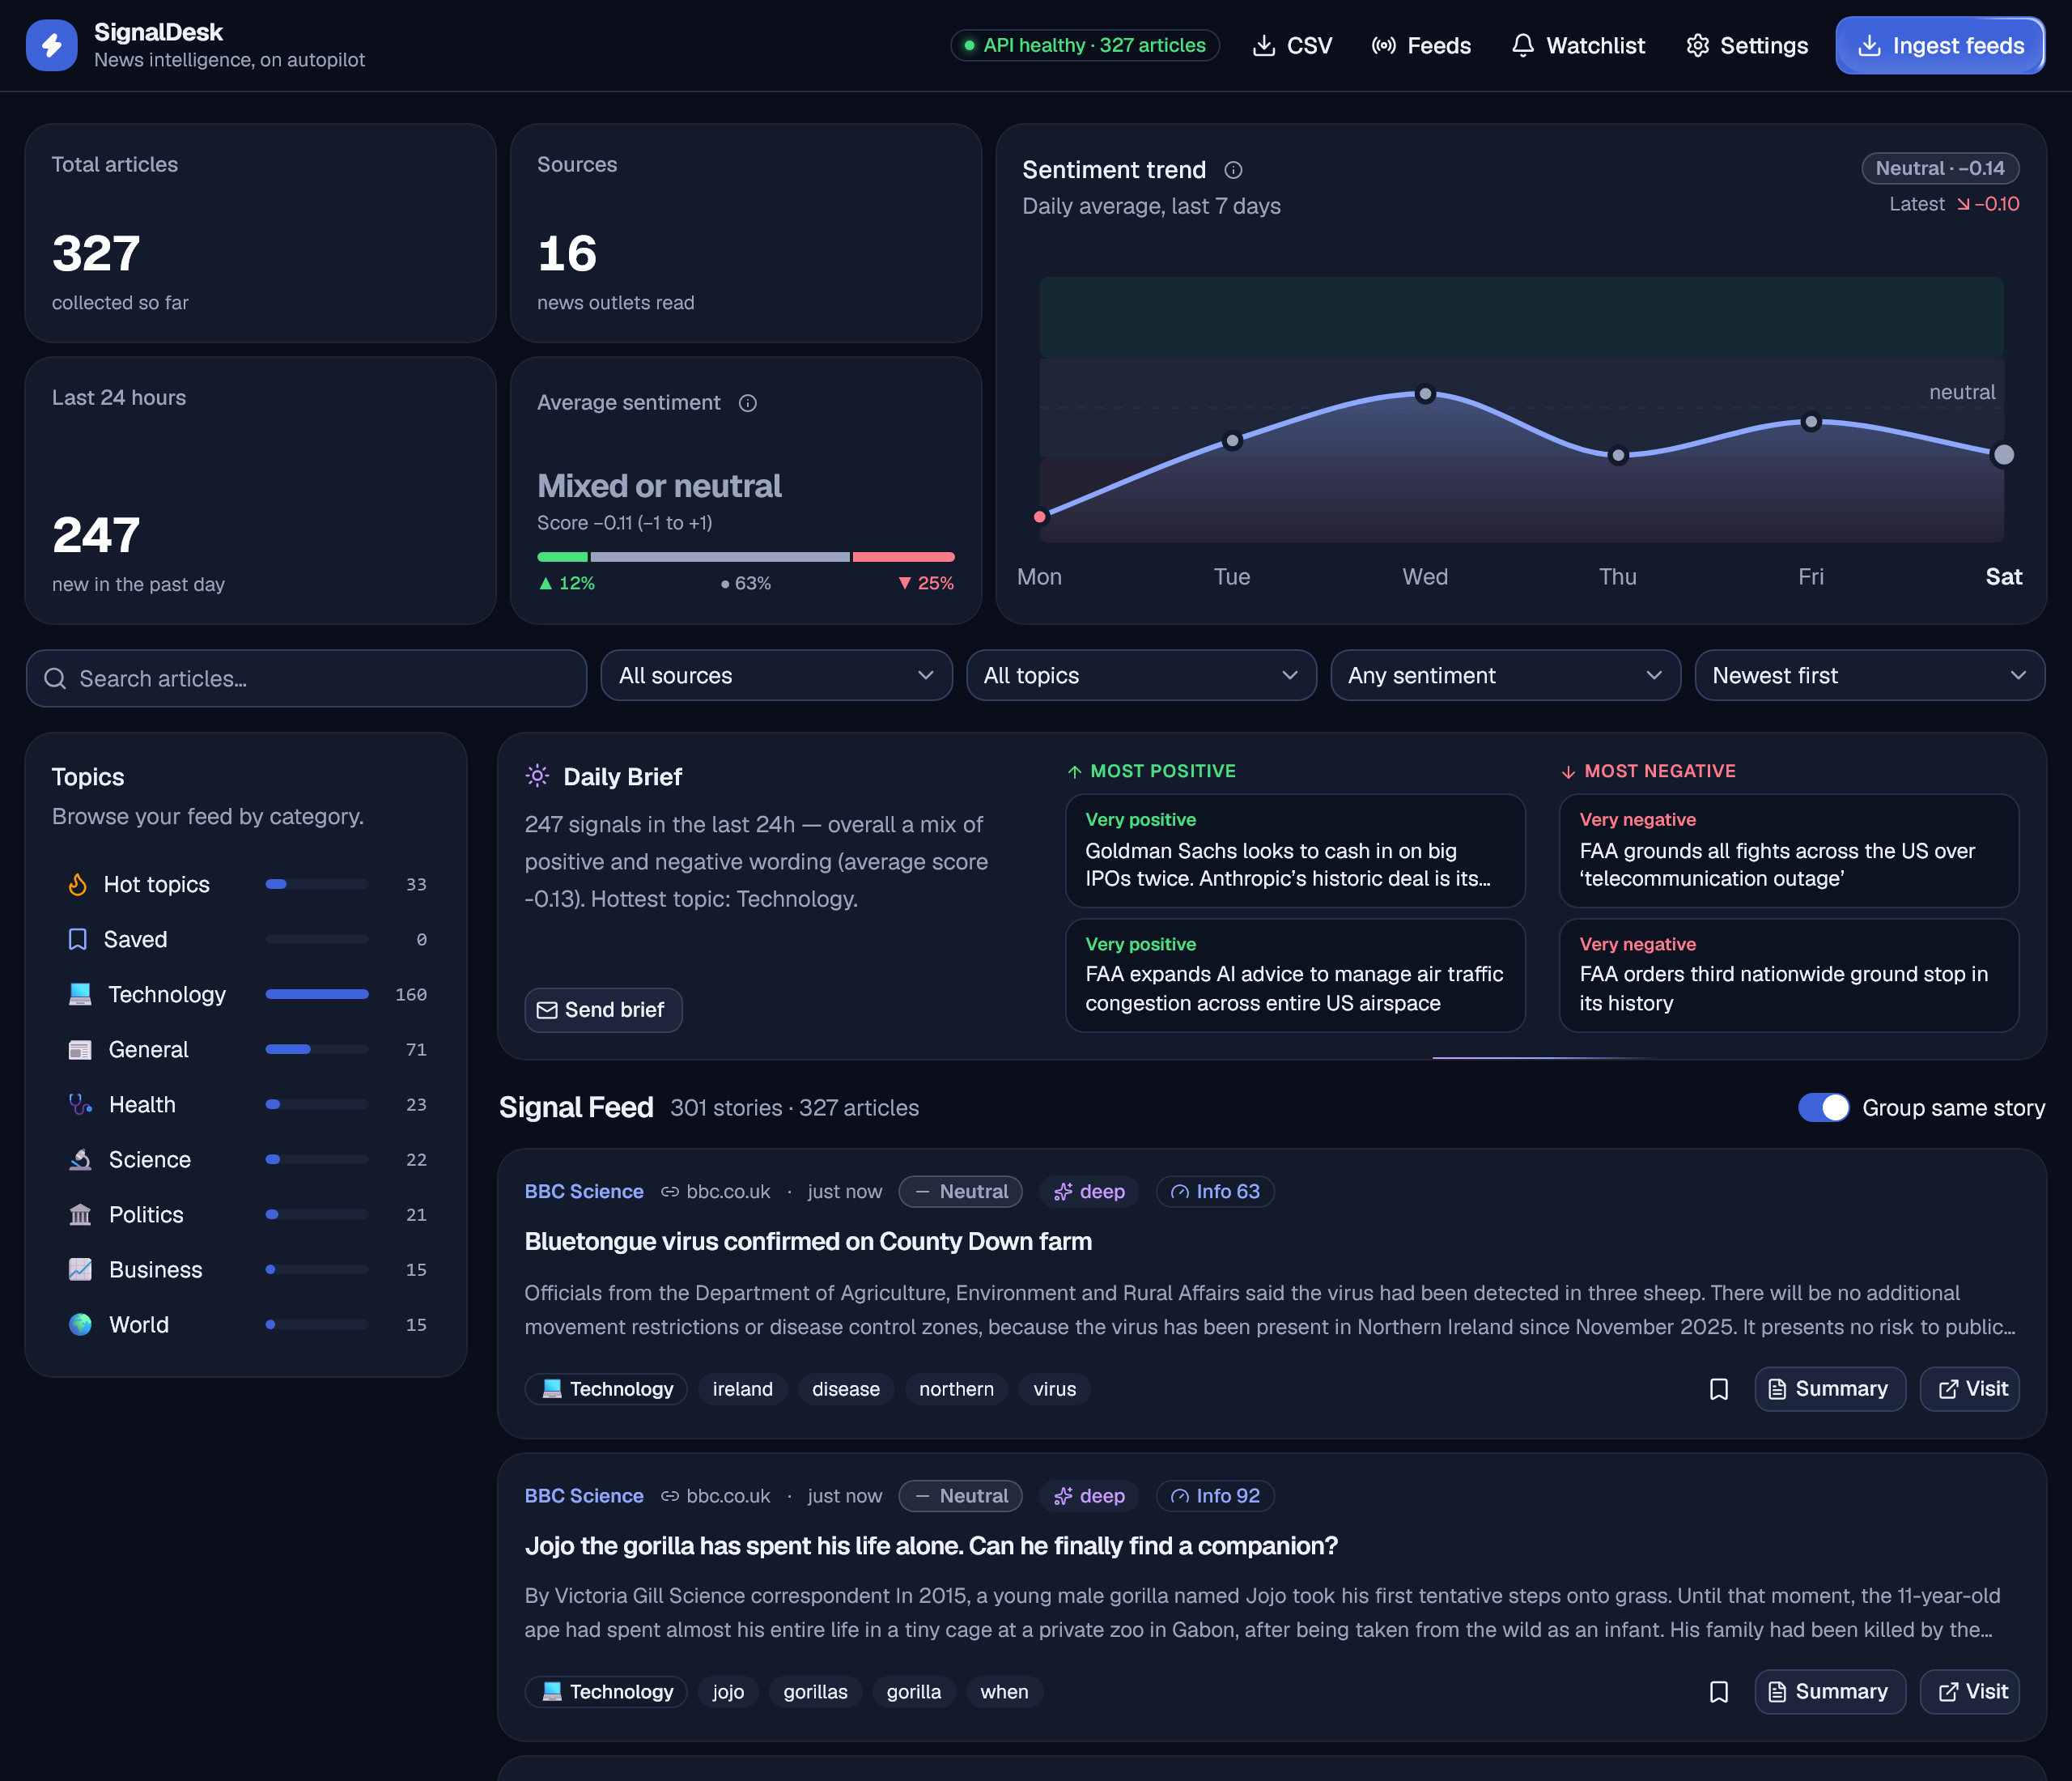 SignalDesk
News intelligence, on autopilot
API healthy · 327 articles
CSV
Feeds
Watchlist
Settings
Ingest feeds
Total articles
327
collected so far
Sources
16
news outlets read
Last 24 hours
247
new in the past day
Average sentiment
Mixed or neutral
Score −0.11 (−1 to +1)
▲ 12%
● 63%
▼ 25%
Sentiment trend
Daily average, last 7 days
Neutral · −0.14
Latest ↘ −0.10
neutral
Mon
Tue
Wed
Thu
Fri
Sat
Search articles...
All sources
All topics
Any sentiment
Newest first
Topics
Browse your feed by category.
Hot topics 33
Saved 0
Technology 160
General 71
Health 23
Science 22
Politics 21
Business 15
World 15
Daily Brief
247 signals in the last 24h — overall a mix of
positive and negative wording (average score
-0.13). Hottest topic: Technology.
Send brief
↑ MOST POSITIVE
Very positive
Goldman Sachs looks to cash in on big
IPOs twice. Anthropic’s historic deal is its...
Very positive
FAA expands AI advice to manage air traffic
congestion across entire US airspace
↓ MOST NEGATIVE
Very negative
FAA grounds all fights across the US over
‘telecommunication outage’
Very negative
FAA orders third nationwide ground stop in
its history
Signal Feed 301 stories · 327 articles
Group same story
BBC Science bbc.co.uk · just now — Neutral deep Info 63
Bluetongue virus confirmed on County Down farm
Officials from the Department of Agriculture, Environment and Rural Affairs said the virus had been detected in three sheep. There will be no additional
movement restrictions or disease control zones, because the virus has been present in Northern Ireland since November 2025. It presents no risk to public...
Technology ireland disease northern virus
Summary
Visit
BBC Science bbc.co.uk · just now — Neutral deep Info 92
Jojo the gorilla has spent his life alone. Can he finally find a companion?
By Victoria Gill Science correspondent In 2015, a young male gorilla named Jojo took his first tentative steps onto grass. Until that moment, the 11-year-old
ape had spent almost his entire life in a tiny cage at a private zoo in Gabon, after being taken from the wild as an infant. His family had been killed by the...
Technology jojo gorillas gorilla when
Summary
Visit